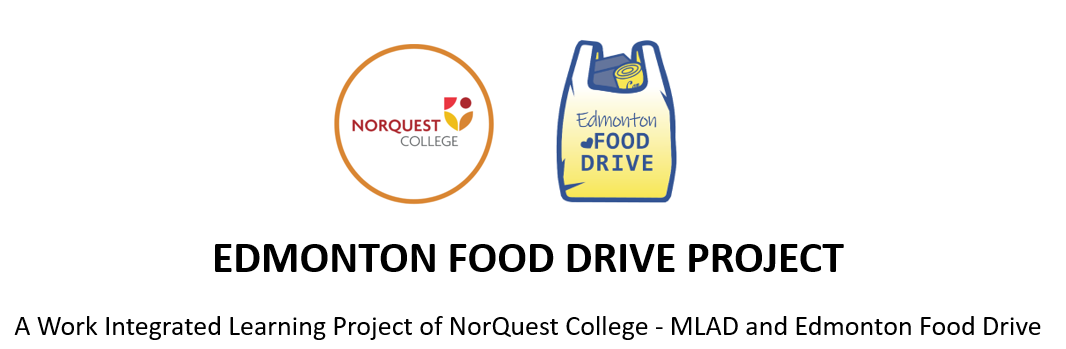 NORQUEST
COLLEGE
Can
Edmonton
FOOD
DRIVE
EDMONTON FOOD DRIVE PROJECT
A Work Integrated Learning Project of NorQuest College - MLAD and Edmonton Food Drive